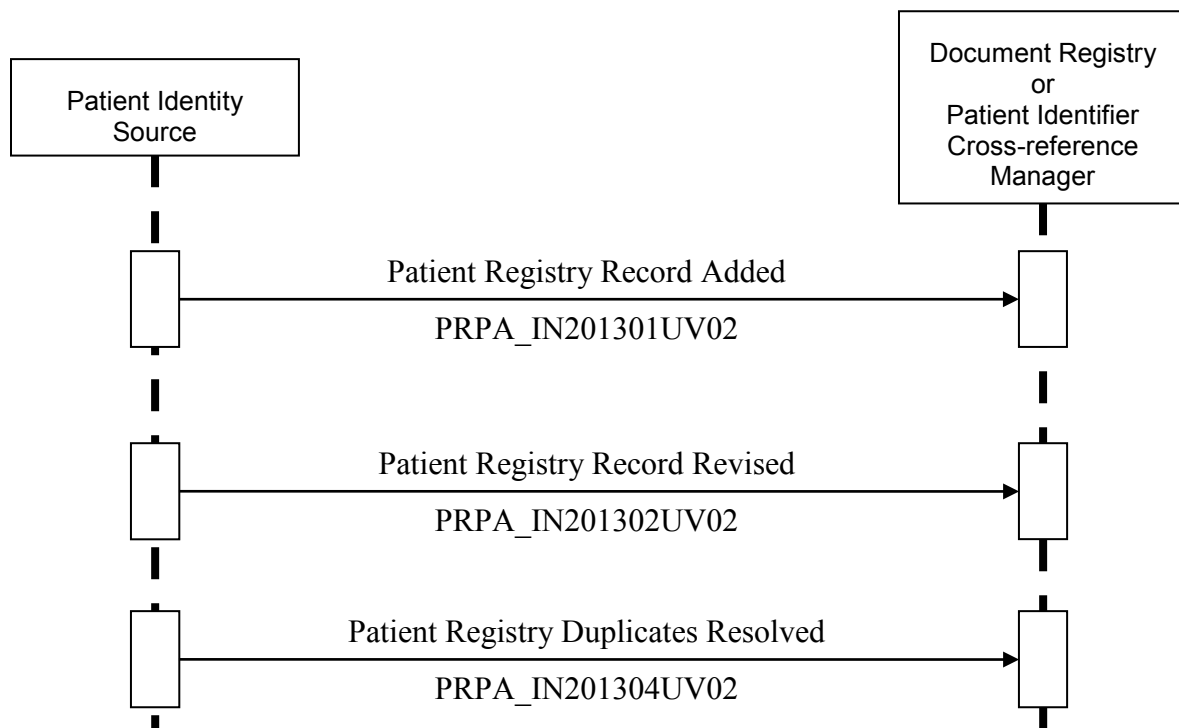 Patient Identity
Source
Document Registry
or
Patient Identifier
Cross-reference
Manager
Patient Registry Record Added
PRPA_IN201301UV02
Patient Registry Record Revised
PRPA_IN201302UV02
Patient Registry Duplicates Resolved
PRPA_IN201304UV02